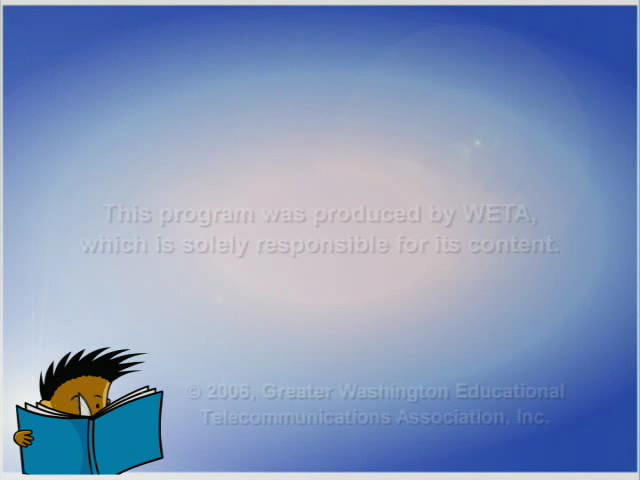 This program was produced by WETA,
which is solely responsible for its content.
© 2006, Greater Washington Educational
Telecommunications Association, Inc.